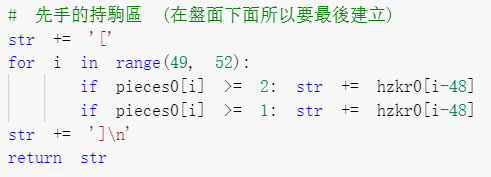 # 先手的持駒區 (在盤面下面所以要最後建立)
str += '['
for i in range(49, 52):
if pieces0[i] >= 2: str += hzkr0[i-48]
if pieces0[i] >= 1: str += hzkr0[i-48]
str += ']\n'
return str